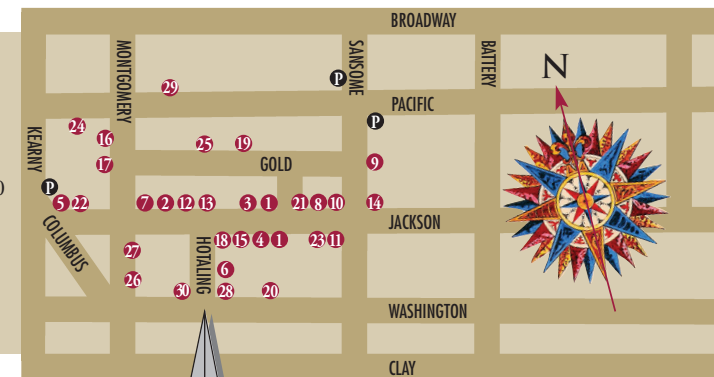 BROADWAY
MONTGOMERY
SANSOME
BATTERY
N
P
29
PACIFIC
P
24
16
25
19
KEARNY
17
GOLD
9
P
5 22
7 2 12 13 3 1 21 8 10 14
JACKSON
COLUMBUS
27
HOTALING
18 15 4 1 23 11
6
26
30 28 20
WASHINGTON
CLAY